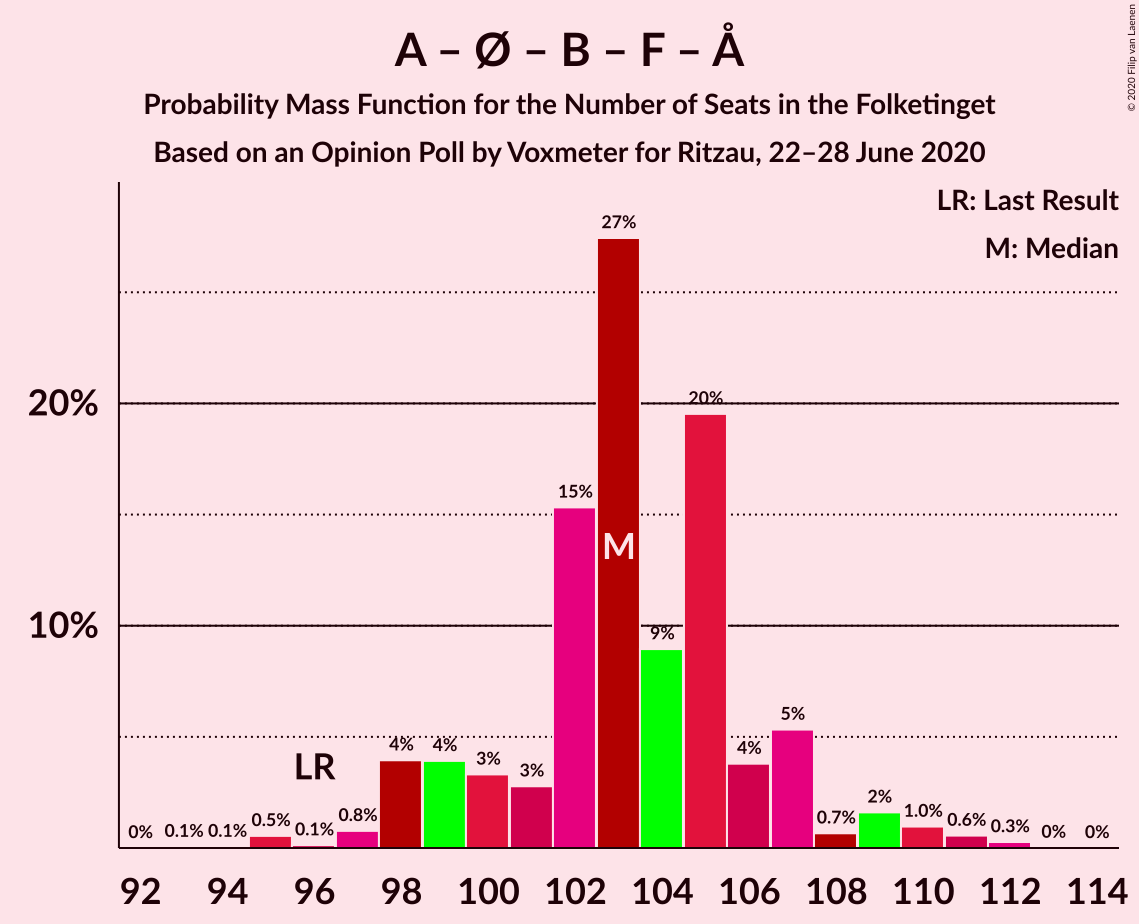 A – Ø – B – F – Å
Probability Mass Function for the Number of Seats in the Folketinget
Based on an Opinion Poll by Voxmeter for Ritzau, 22–28 June 2020
© 2020 Filip van Laenen
LR: Last Result
M: Median
27%
20%
20%
15%
M
10%
9%
5%
4%
4%
3%
3%
4%
LR
2%
0%
0.1%
0.1%
0.5%
0.1%
0.8%
0.7%
1.0%
0.6%
0.3%
0%
0%
92 94 96 98 100 102 104 106 108 110 112 114